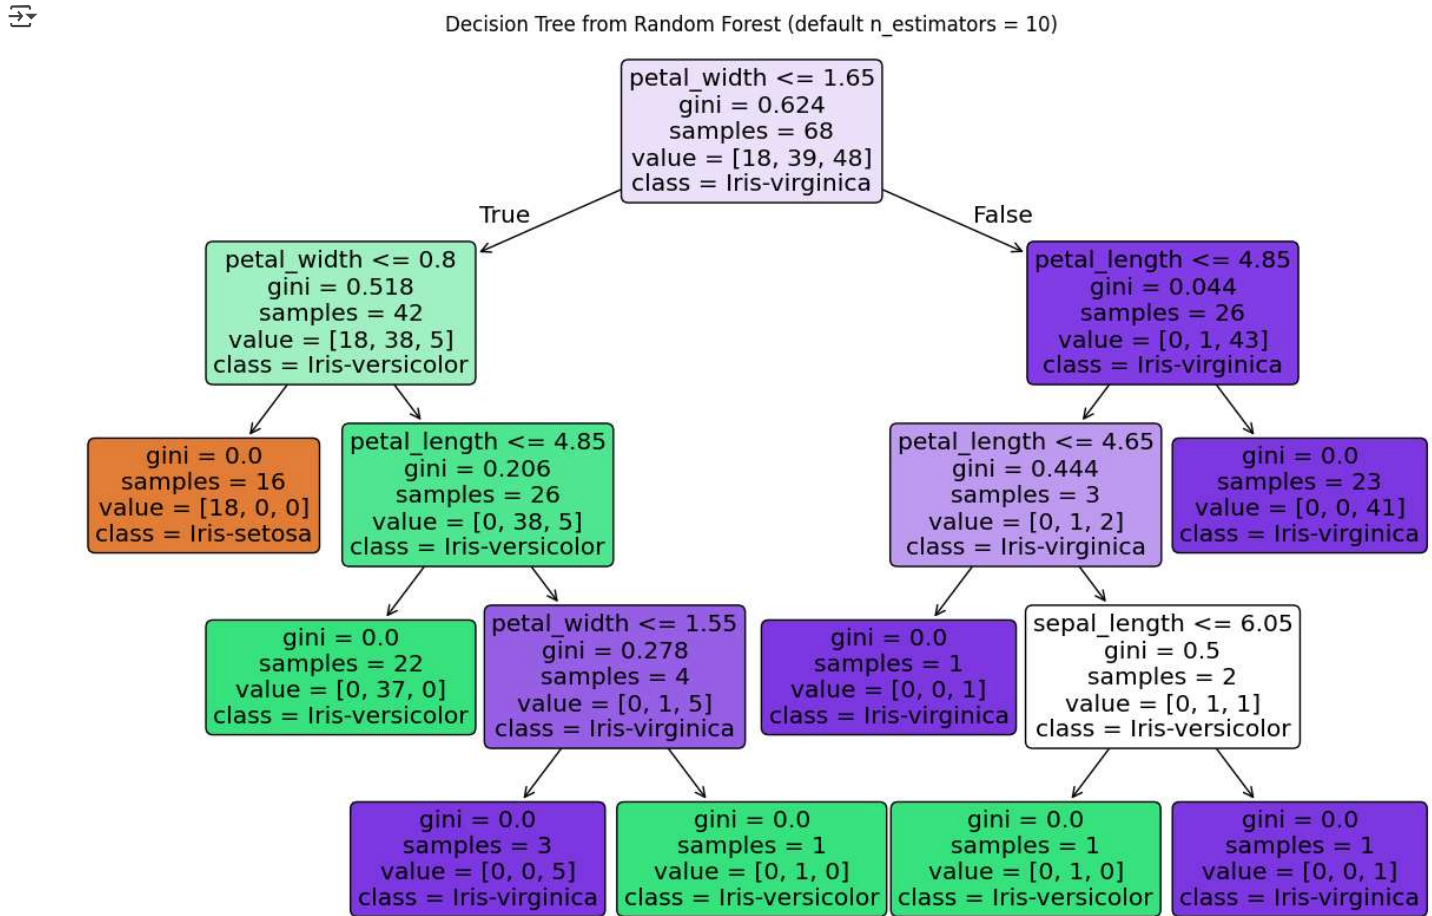 Decision Tree from Random Forest (default n_estimators = 10)
petal_width <= 1.65
gini = 0.624
samples = 68
value = [18, 39, 48]
class = Iris-virginica
True
False
petal_width <= 0.8
gini = 0.518
samples = 42
value = [18, 38, 5]
class = Iris-versicolor
petal_length <= 4.85
gini = 0.044
samples = 26
value = [0, 1, 43]
class = Iris-virginica
gini = 0.0
samples = 16
value = [18, 0, 0]
class = Iris-setosa
petal_length <= 4.85
gini = 0.206
samples = 26
value = [0, 38, 5]
class = Iris-versicolor
petal_length <= 4.65
gini = 0.444
samples = 3
value = [0, 1, 2]
class = Iris-virginica
gini = 0.0
samples = 23
value = [0, 0, 41]
class = Iris-virginica
gini = 0.0
samples = 22
value = [0, 37, 0]
class = Iris-versicolor
petal_width <= 1.55
gini = 0.278
samples = 4
value = [0, 1, 5]
class = Iris-virginica
gini = 0.0
samples = 1
value = [0, 0, 1]
class = Iris-virginica
sepal_length <= 6.05
gini = 0.5
samples = 2
value = [0, 1, 1]
class = Iris-versicolor
gini = 0.0
samples = 3
value = [0, 0, 5]
class = Iris-virginica
gini = 0.0
samples = 1
value = [0, 1, 0]
class = Iris-versicolor
gini = 0.0
samples = 1
value = [0, 1, 0]
class = Iris-versicolor
gini = 0.0
samples = 1
value = [0, 0, 1]
class = Iris-virginica